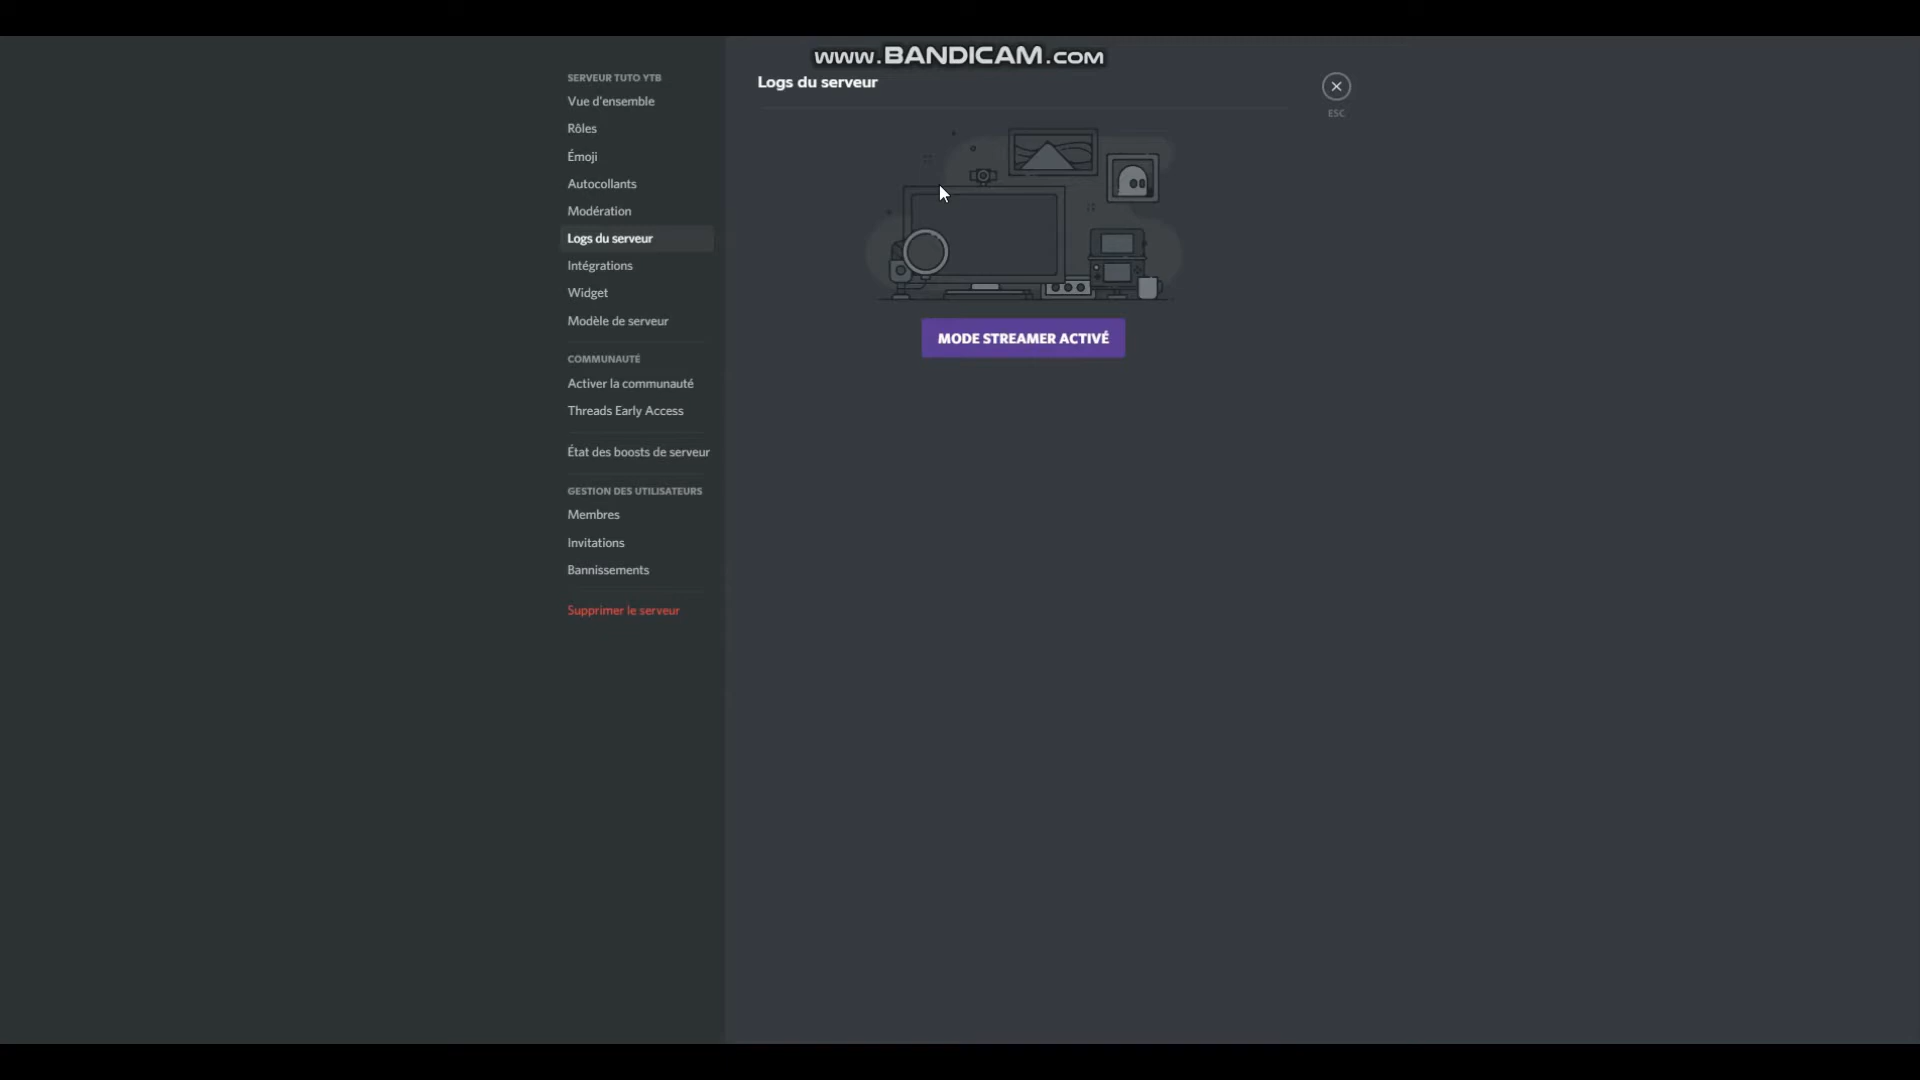 www.BANDICAM.COM
SERVEUR TUTO YTB
Vue d'ensemble
Rôles
Émoji
Autocollants
Modération
Logs du serveur
Intégrations
Widget
Modèle de serveur
COMMUNAUTÉ
Activer la communauté
Threads Early Access
État des boosts de serveur
GESTION DES UTILISATEURS
Membres
Invitations
Bannissements
Supprimer le serveur
Logs du serveur
ESC
MODE STREAMER ACTIVÉ